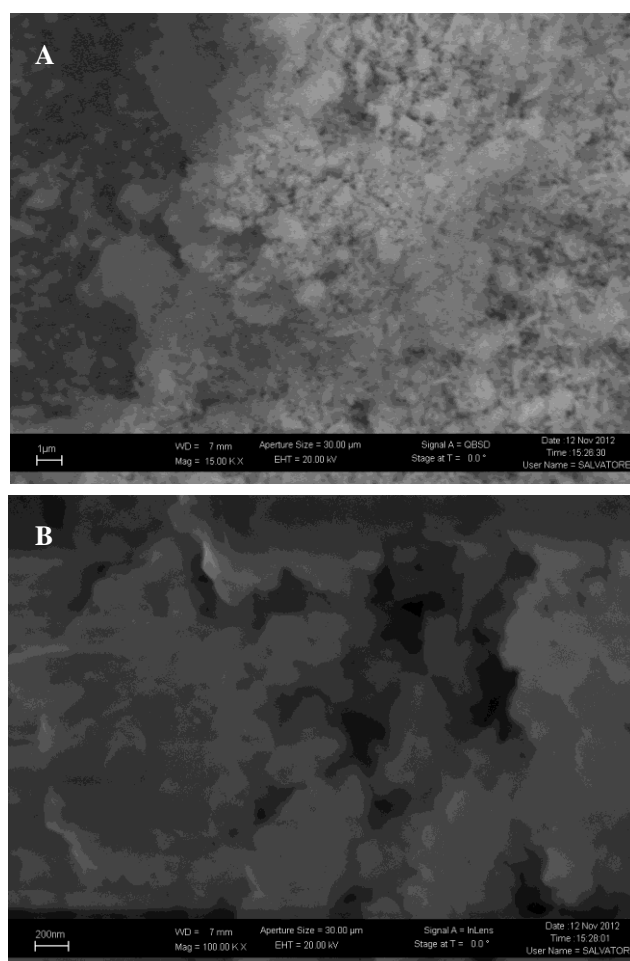 A
1µm
WD = 7 mm
Mag = 15.00 K X
Aperture Size = 30.00 µm
EHT = 20.00 kV
Signal A = QBSD
Stage at T = 0.0 °
Date :12 Nov 2012
Time :15:26:30
User Name = SALVATORE
B
200nm
WD = 7 mm
Mag = 100.00 K X
Aperture Size = 30.00 µm
EHT = 20.00 kV
Signal A = InLens
Stage at T = 0.0 °
Date :12 Nov 2012
Time :15:28:01
User Name = SALVATORE